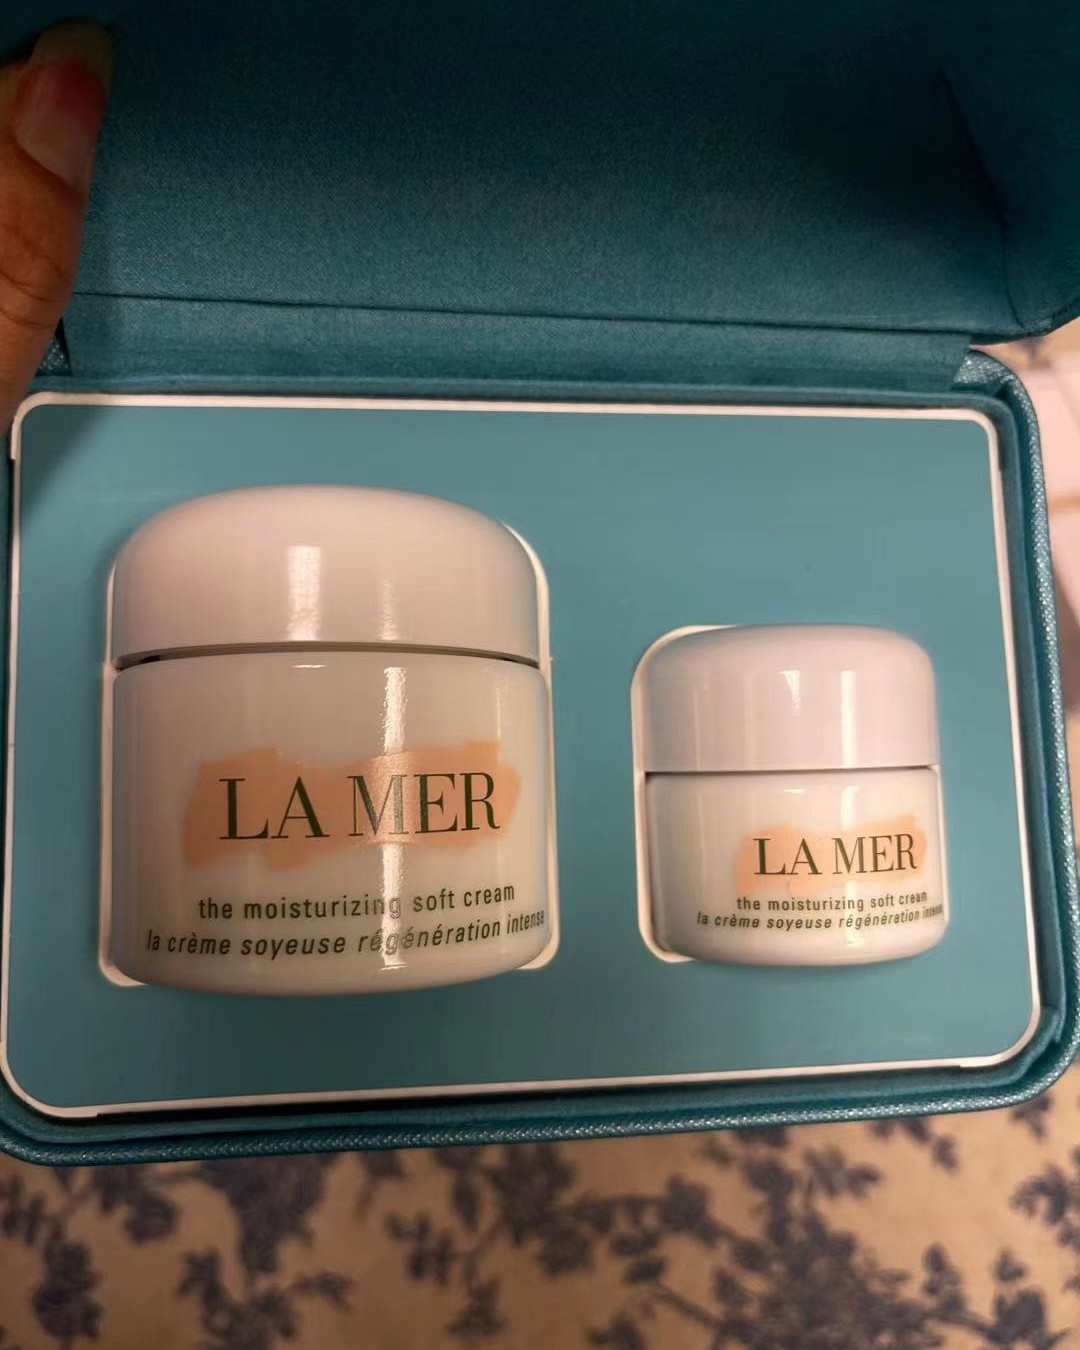 LA MER
the moisturizing soft cream
la crème soyeuse régénération intense
LA MER
the moisturizing soft cream
la crème soyeuse régénération intense